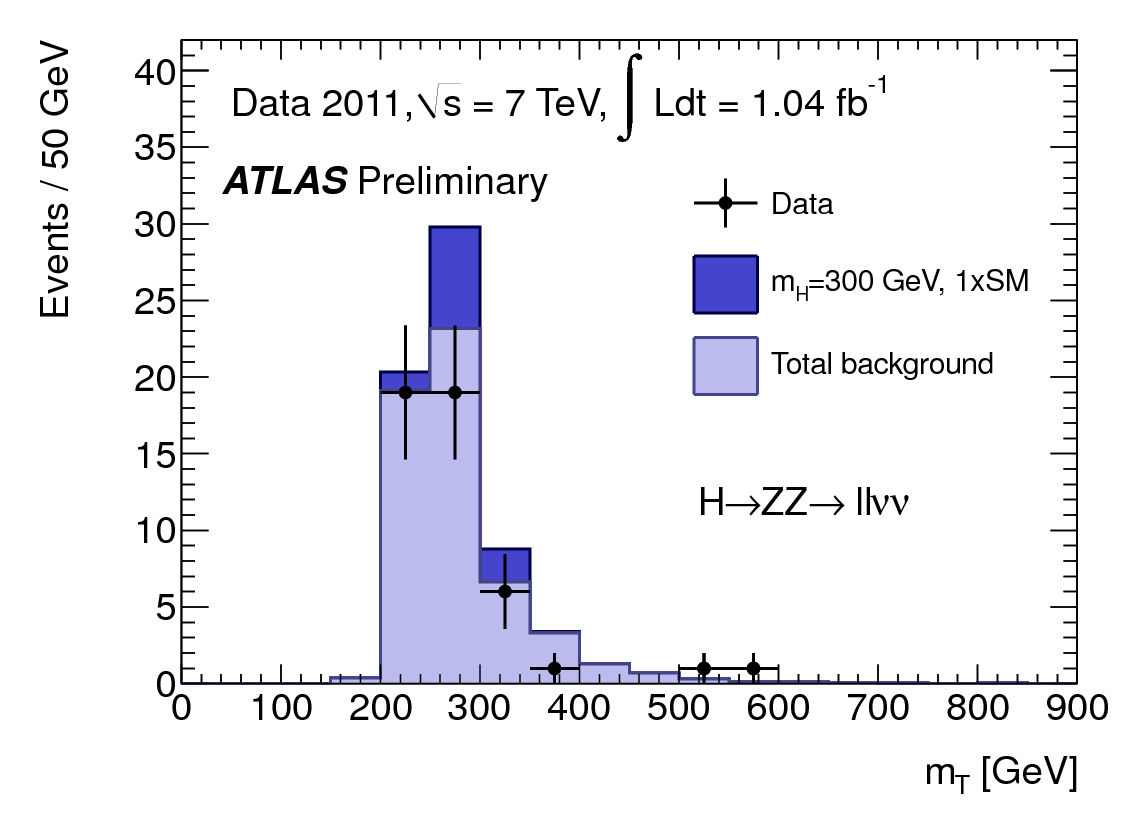 Events / 50 GeV
40
35
30
25
20
15
10
5
0
Data 2011, √s = 7 TeV, ∫ Ldt = 1.04 fb⁻¹
ATLAS Preliminary
Data
m_H=300 GeV, 1xSM
Total background
H→ZZ→ llνν
0 100 200 300 400 500 600 700 800 900
m_T [GeV]